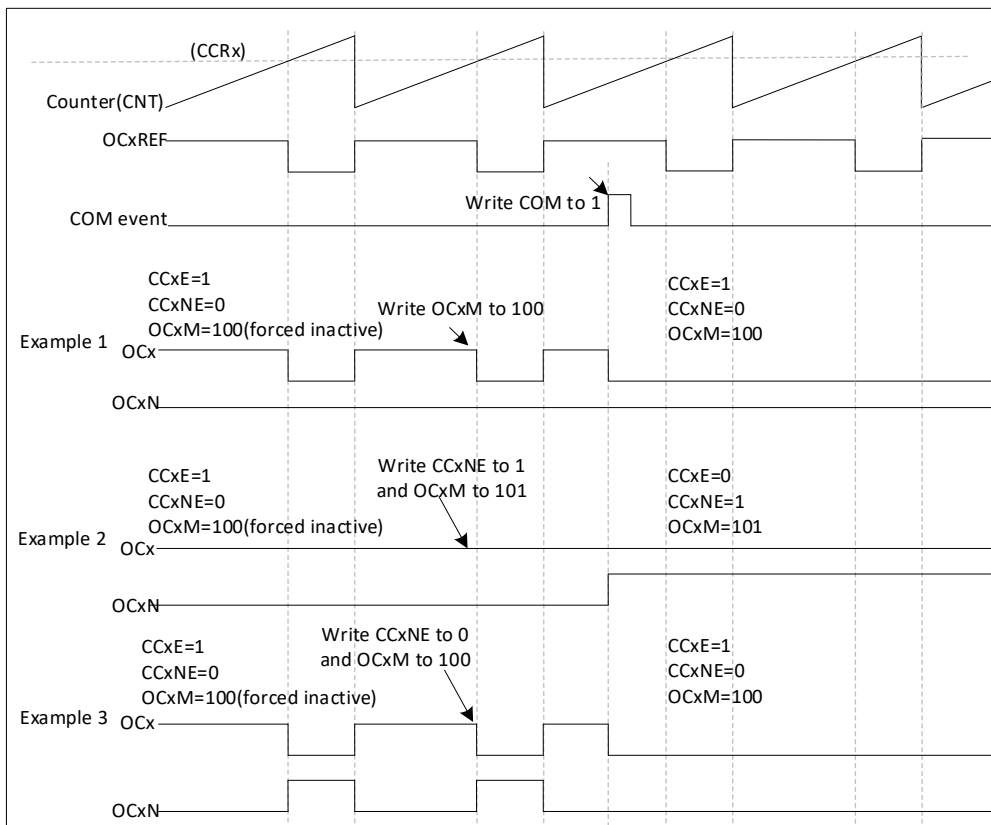 (CCRx)
Counter(CNT)
OCxREF
Write COM to 1
COM event
CCxE=1
CCxNE=0
OCxM=100(forced inactive)
Write OCxM to 100
CCxE=1
CCxNE=0
OCxM=100
Example 1
OCx
OCxN
CCxE=1
CCxNE=0
OCxM=100(forced inactive)
Write CCxNE to 1
and OCxM to 101
CCxE=0
CCxNE=1
OCxM=101
Example 2
OCx
OCxN
CCxE=1
CCxNE=0
OCxM=100(forced inactive)
Write CCxNE to 0
and OCxM to 100
CCxE=1
CCxNE=0
OCxM=100
Example 3
OCx
OCxN